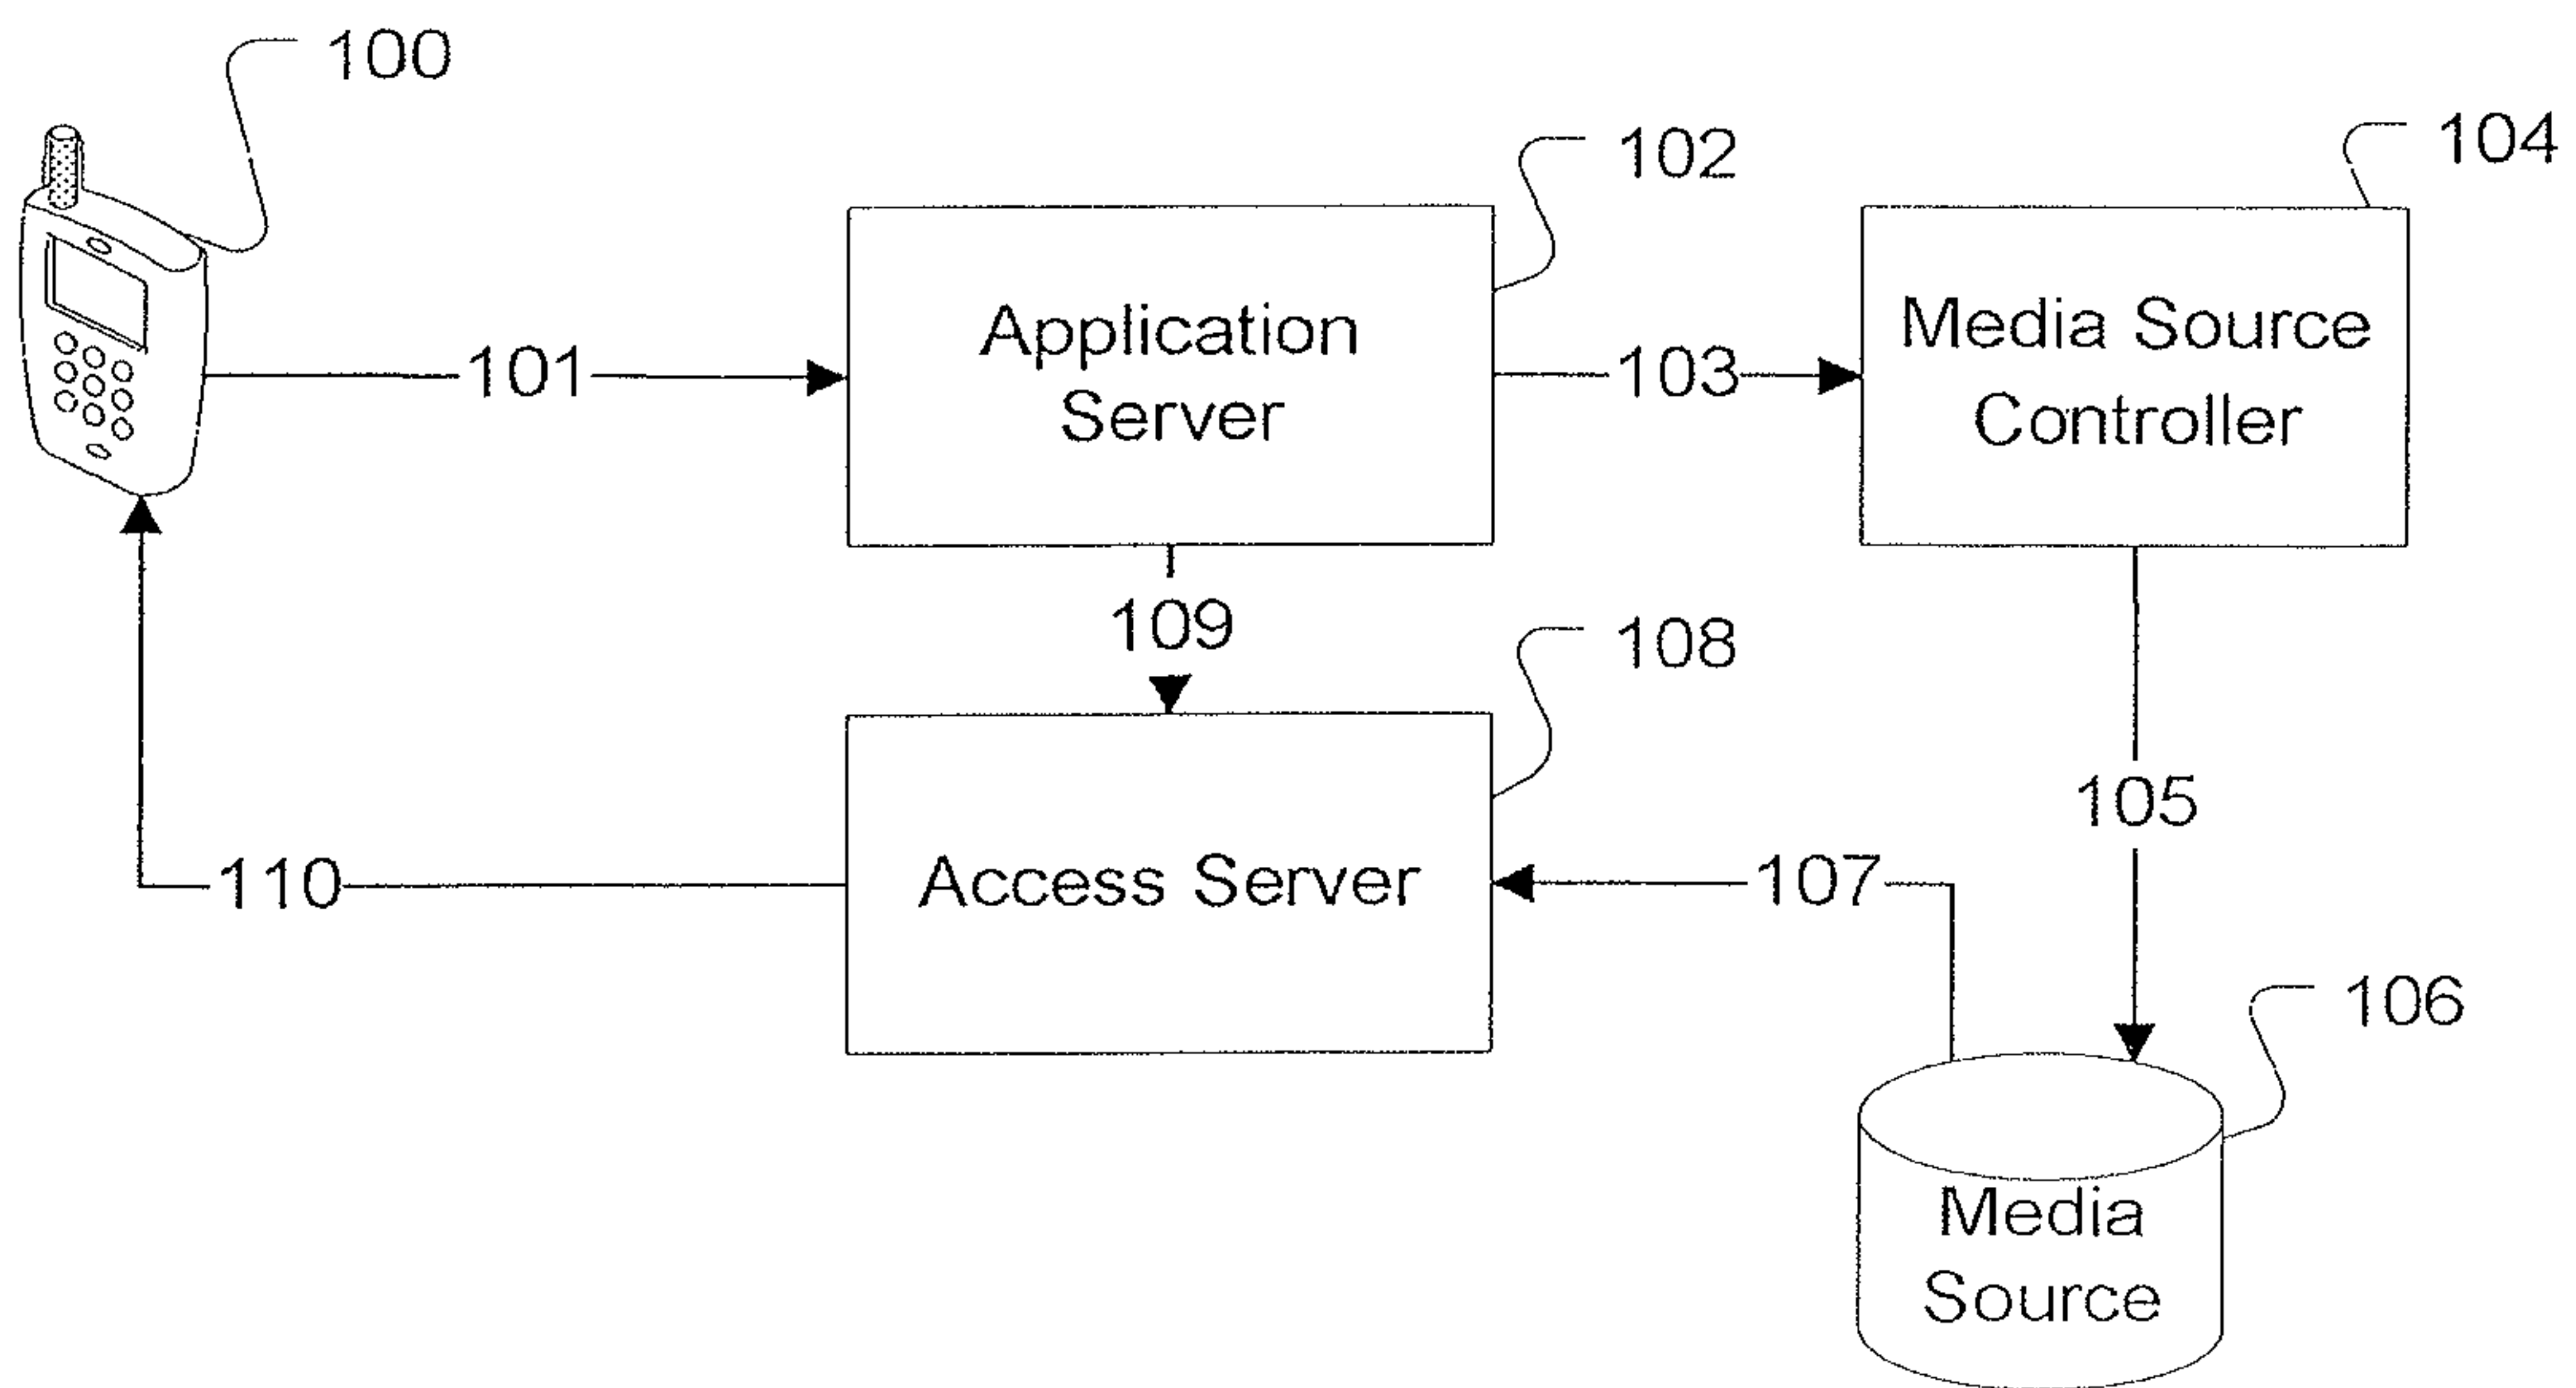 100
102
104
Application
Server
Media Source
Controller
101
103
109
108
105
Access Server
110
107
106
Media
Source